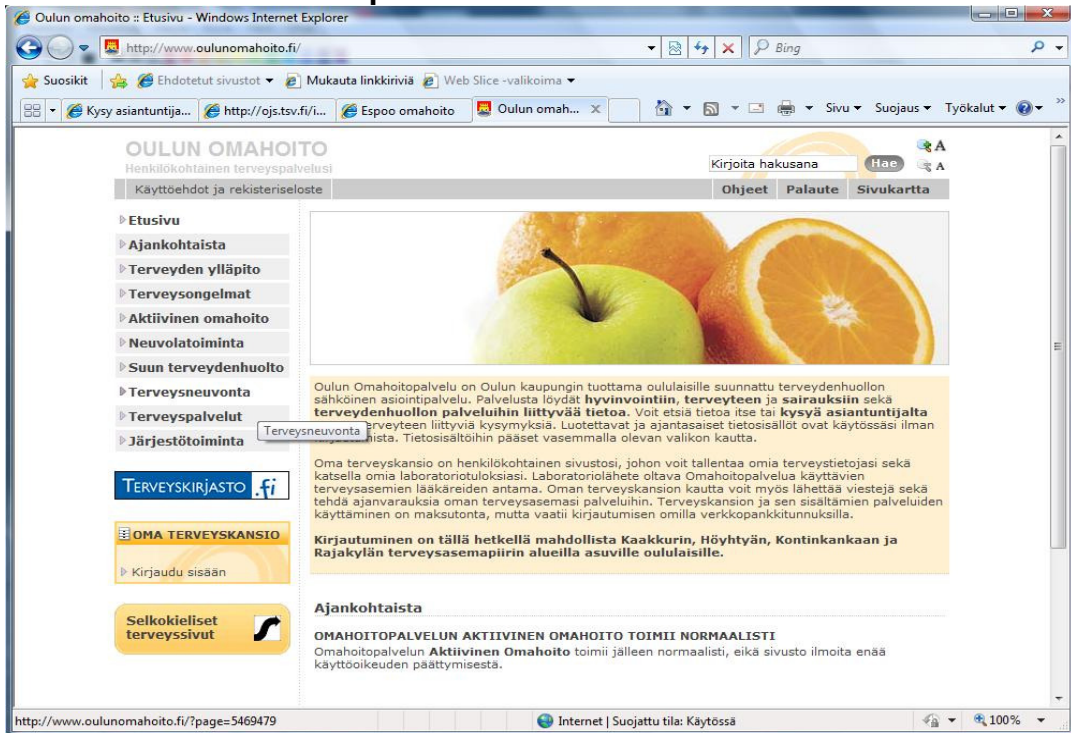 Oulun omahoito :: Etusivu - Windows Internet Explorer
http://www.oulunomahoito.fi/
Bing
Suosikit
Ehdotetut sivustot
Mukauta linkkiriviä
Web Slice -valikoima
Kysy asiantuntija...
http://ojs.tsv.fi/i...
Espoo omahoito
Oulun omah...
Sivu
Suojaus
Työkalut
OULUN OMAHOITO
Henkilökohtainen terveyspalvelusi
Kirjoita hakusana
Hae
A
A
Käyttöehdot ja rekisteriseloste
Ohjeet
Palaute
Sivukartta
Etusivu
Ajankohtaista
Terveyden ylläpito
Terveysongelmat
Aktiivinen omahoito
Neuvolatoiminta
Suun terveydenhuolto
Terveysneuvonta
Terveyspalvelut
Järjestötoiminta
Terveysneuvonta
TERVEYSKIRJASTO .fi
OMA TERVEYSKANSIO
Kirjaudu sisään
Selkokieliset
terveyssivut
Oulun Omahoitopalvelu on Oulun kaupungin tuottama oululaisille suunnattu terveydenhuollon
sähköinen asiointipalvelu. Palvelusta löydät hyvinvointiin, terveyteen ja sairauksiin sekä
terveydenhuollon palveluihin liittyvää tietoa. Voit etsiä tietoa itse tai kysyä asiantuntijalta
terveyteen liittyviä kysymyksiä. Luotettavat ja ajantasaiset tietosisällöt ovat käytössäsi ilman
kirjautumista. Tietosisältöihin pääset vasemmalla olevan valikon kautta.
Oma terveyskansio on henkilökohtainen sivustosi, johon voit tallentaa omia terveystietojasi sekä
katsella omia laboratoriotuloksiasi. Laboratoriolähete oltava Omahoitopalvelua käyttävien
terveysasemien lääkäreiden antama. Oman terveyskansion kautta voit myös lähettää viestejä sekä
tehdä ajanvarauksia oman terveysasemasi palveluihin. Terveyskansion ja sen sisältämien palveluiden
käyttäminen on maksutonta, mutta vaatii kirjautumisen omilla verkkopankkitunnuksilla.
Kirjautuminen on tällä hetkellä mahdollista Kaakkurin, Höyhtyän, Kontinkankaan ja
Rajakylän terveysasemapiirin alueilla asuville oululaisille.
Ajankohtaista
OMAHOITOPALVELUN AKTIIVINEN OMAHOITO TOIMII NORMAALISTI
Omahoitopalvelun Aktiivinen Omahoito toimii jälleen normaalisti, eikä sivusto ilmoita enää
käyttöoikeuden päättymisestä.
http://www.oulunomahoito.fi/?page=5469479
Internet | Suojattu tila: Käytössä
100%